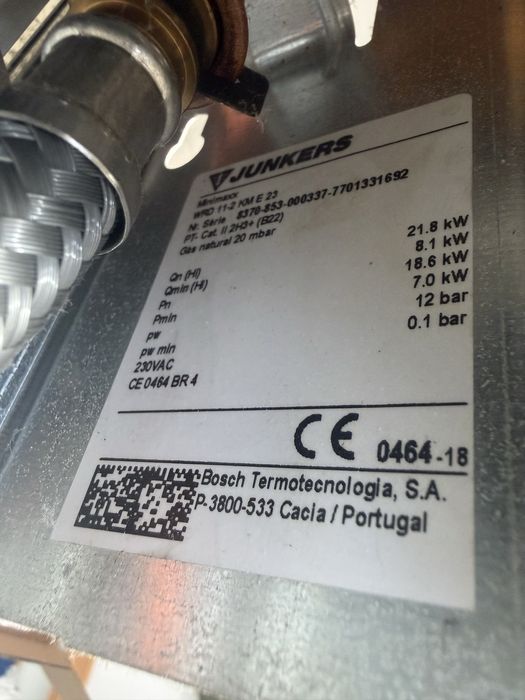 JUNKERS
Minimaxx
WRD 11-2 KM E 23
Nr. Série 8370-853-000337-7701331692
PT- Cat. II 2H3+ (B22)
Gas natural 20 mbar
Qn (Hi) 21.8 kW
Qmin (Hi) 8.1 kW
Pn 18.6 kW
Pmin 7.0 kW
pw 12 bar
pw min 0.1 bar
230VAC
CE 0464 BR 4
CE 0464-18
Bosch Termotecnologia, S.A.
P-3800-533 Cacia / Portugal